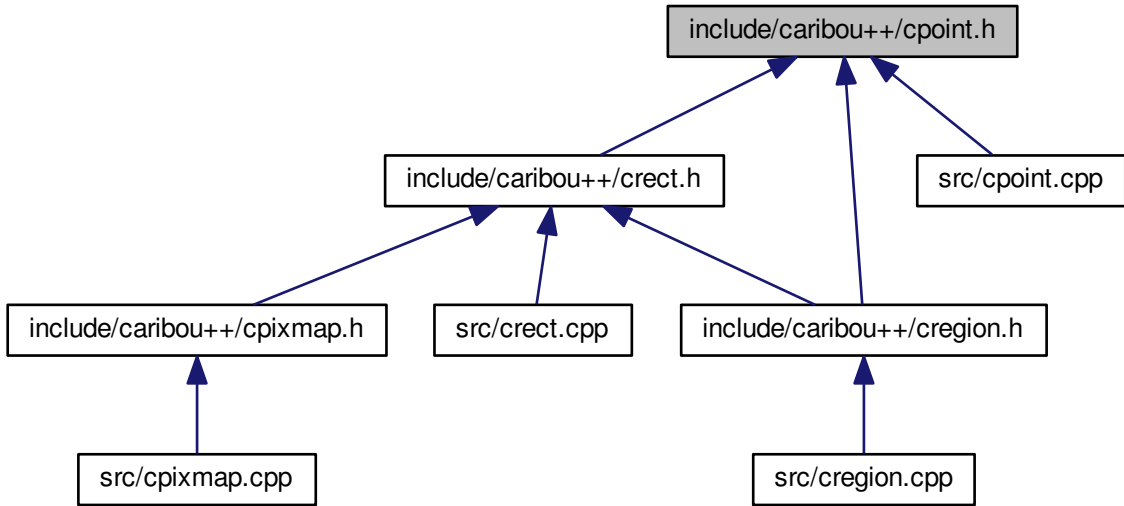 include/caribou++/cpoint.h
include/caribou++/crect.h
src/cpoint.cpp
include/caribou++/cpixmap.h
src/crect.cpp
include/caribou++/cregion.h
src/cpixmap.cpp
src/cregion.cpp